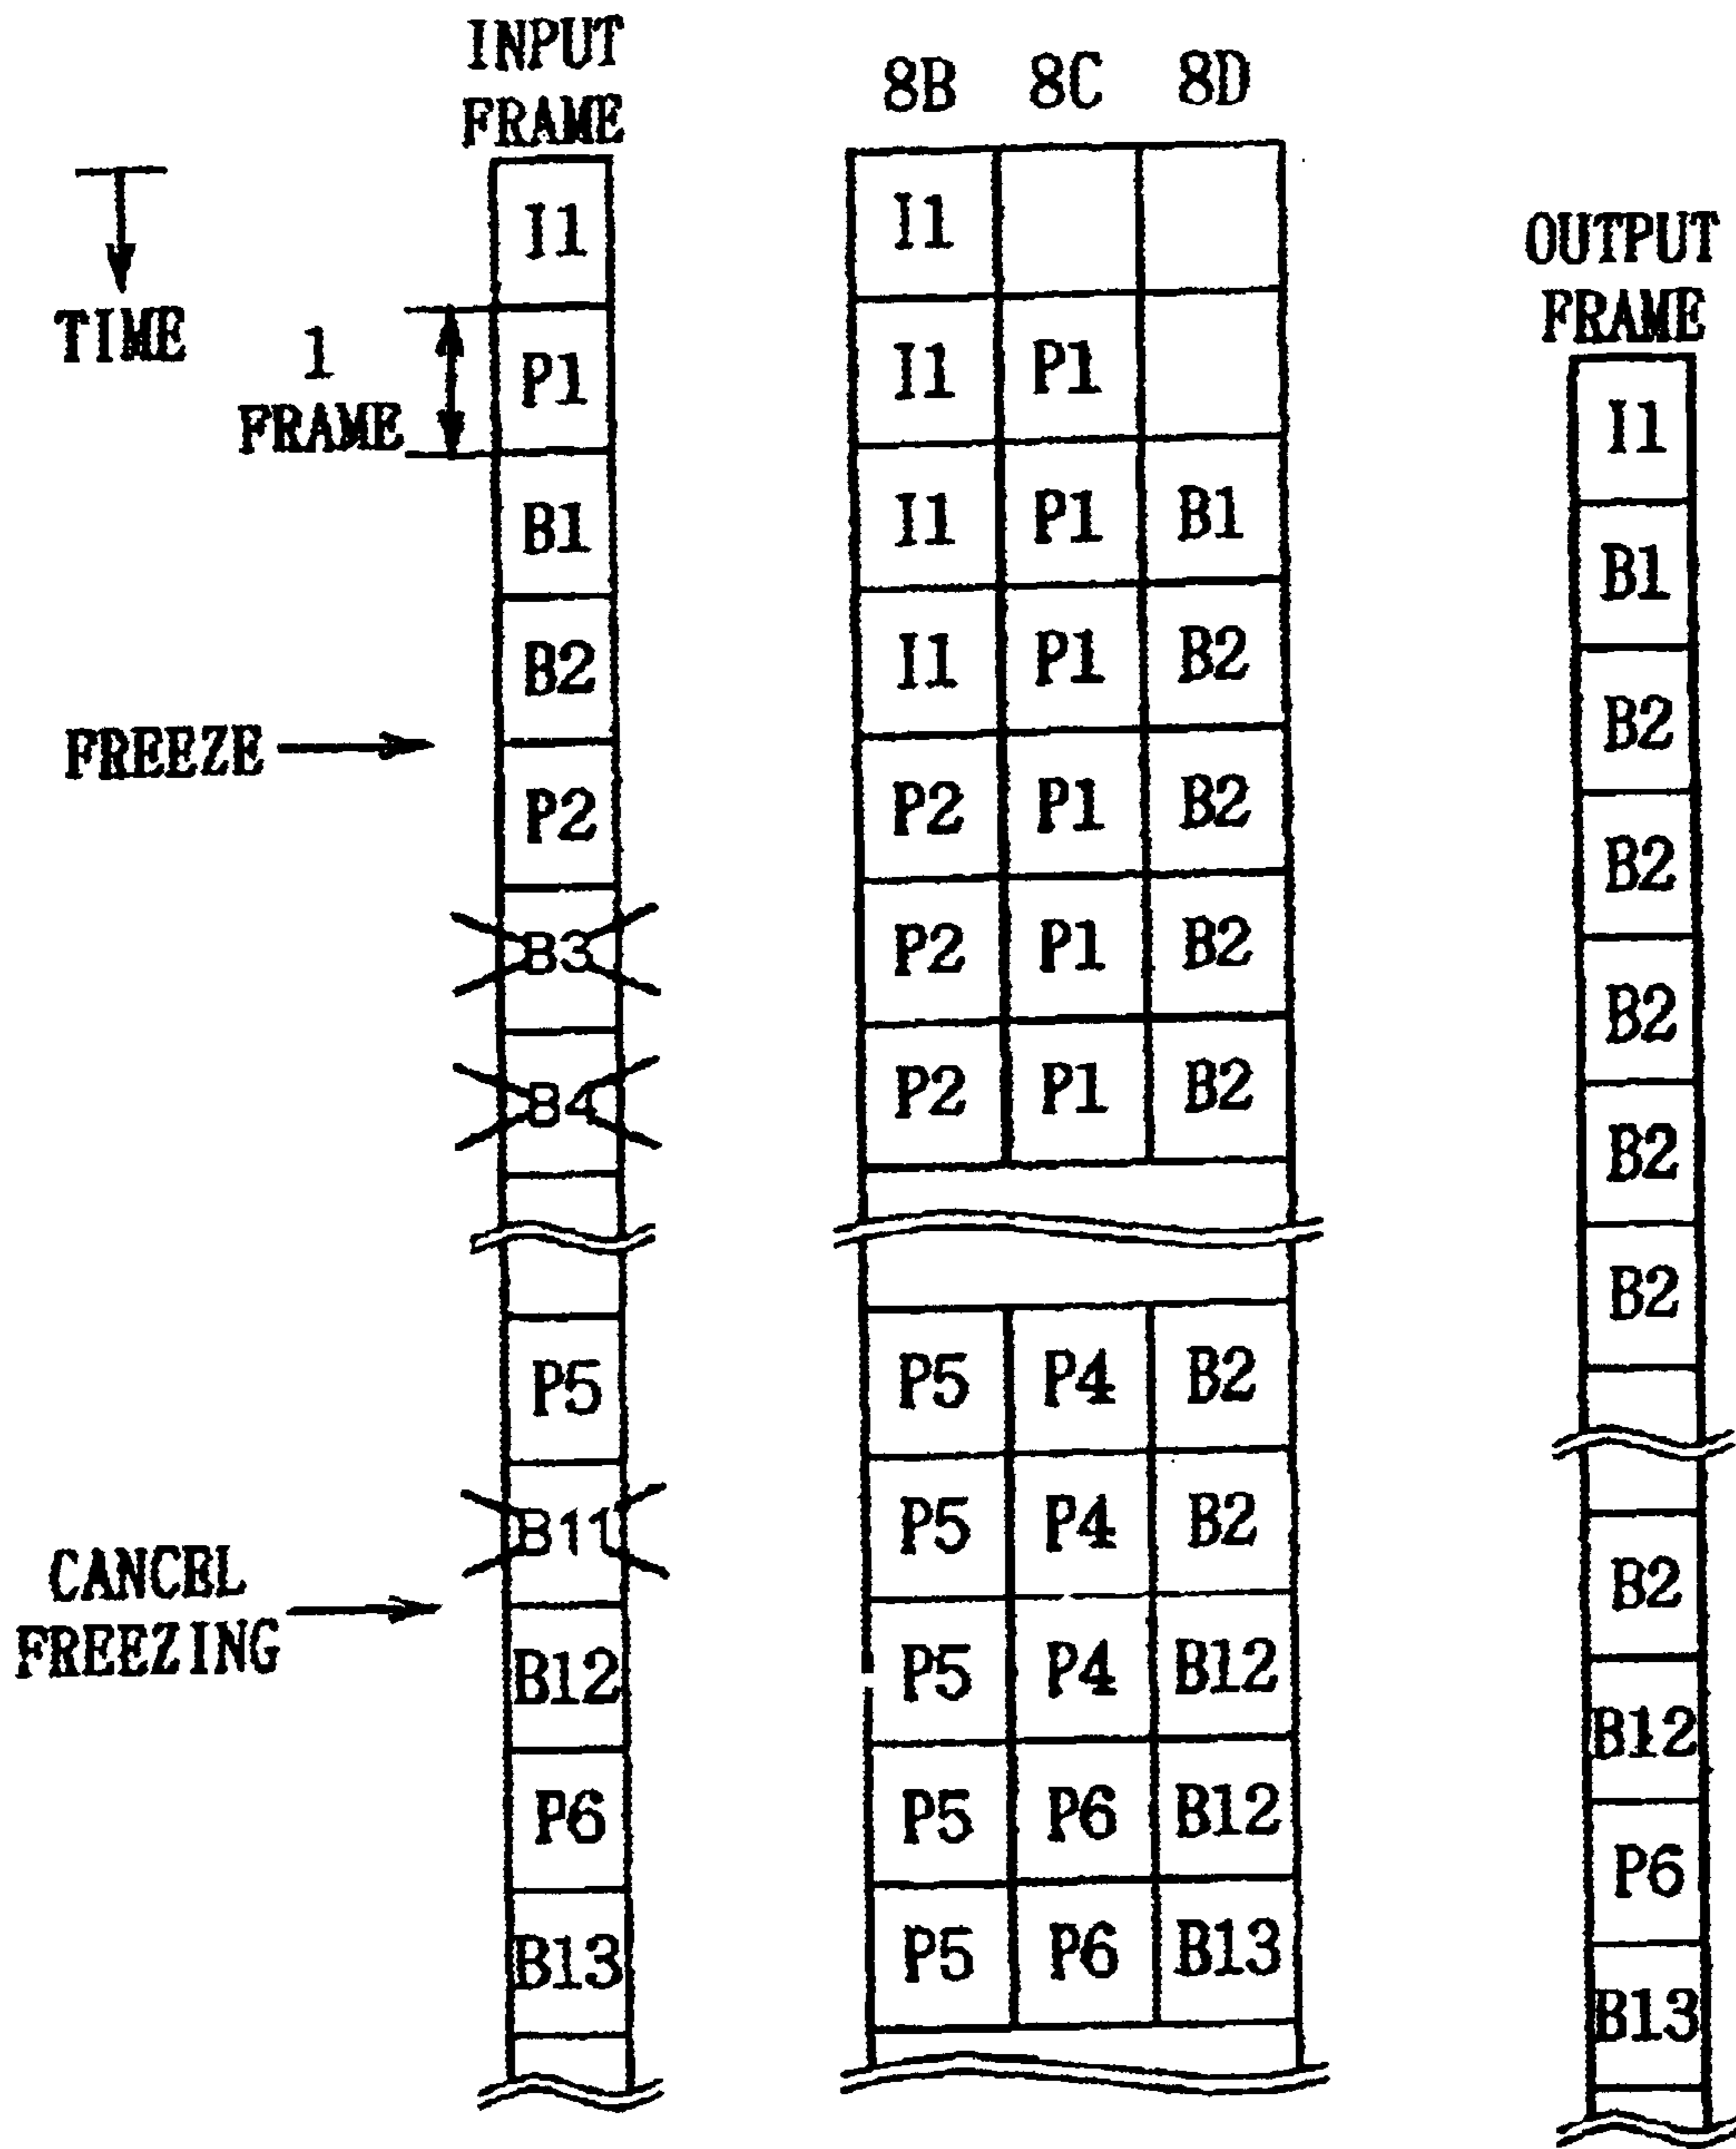 INPUT
FRAME
8B 8C 8D
TIME
1
FRAME
OUTPUT
FRAME
I1
P1
B1
B2
FREEZE
P2
B3
B4
P5
B11
CANCEL
FREEZING
B12
P6
B13
I1
I1 P1
I1 P1 B1
I1 P1 B2
P2 P1 B2
P2 P1 B2
P2 P1 B2
P5 P4 B2
P5 P4 B2
P5 P4 B12
P5 P6 B12
P5 P6 B13
I1
B1
B2
B2
B2
B2
B2
B2
B12
P6
B13